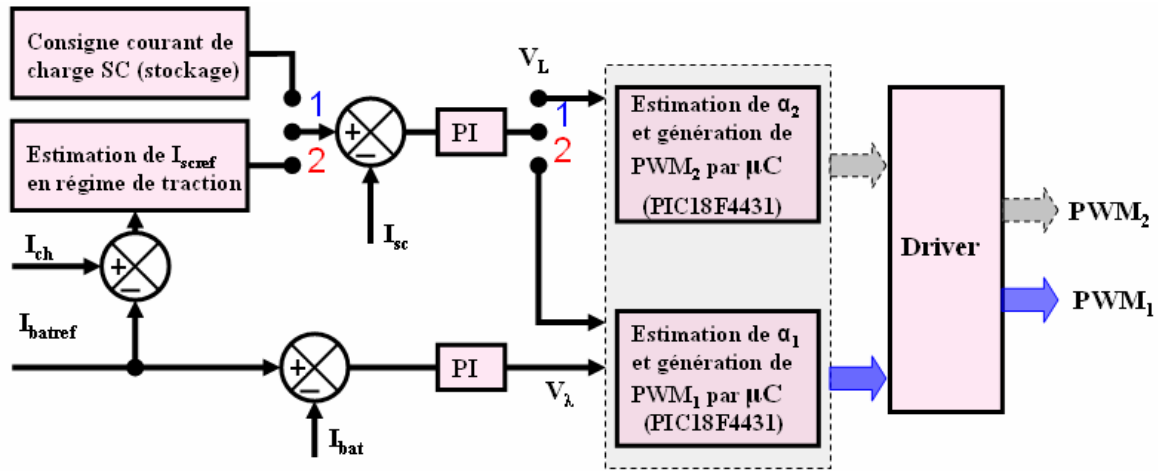 Consigne courant de
charge SC (stockage)
Estimation de Iscref
en régime de traction
1
2
+
−
Isc
PI
VL
1
2
Estimation de α2
et génération de
PWM2 par μC
(PIC18F4431)
Driver
PWM2
PWM1
Ich
+
−
Ibatref
+
−
Ibat
PI
Vλ
Estimation de α1
et génération de
PWM1 par μC
(PIC18F4431)